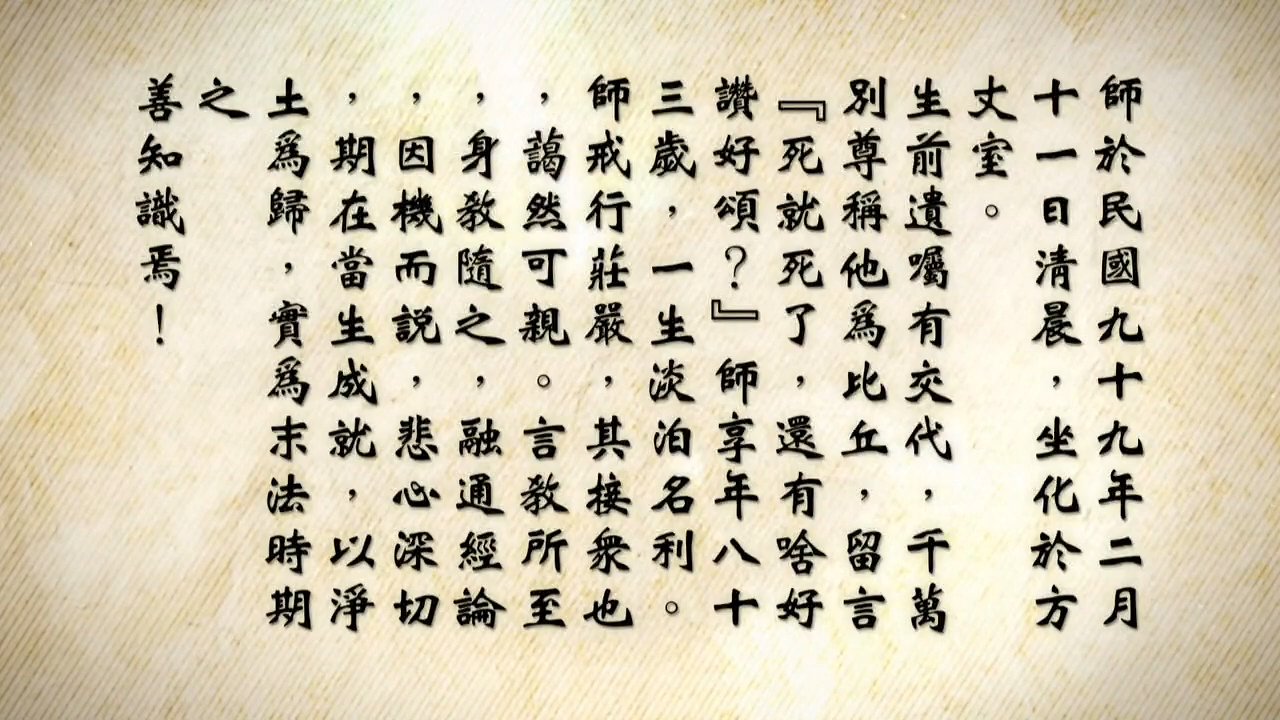 師於民國九十九年二月
十一日清晨，坐化於方
丈室。
生前遺囑有交代，千萬
別尊稱他爲比丘，留言
『死就死了，還有啥好
讚好頌？』師享年八十
三歲，一生淡泊名利。
師戒行莊嚴，其接衆也
，藹然可親。言教所至
，身教隨之，融通經論
，因機而説，悲心深切
，期在當生成就，以淨
土爲歸，實爲末法時期
之
善知識焉！